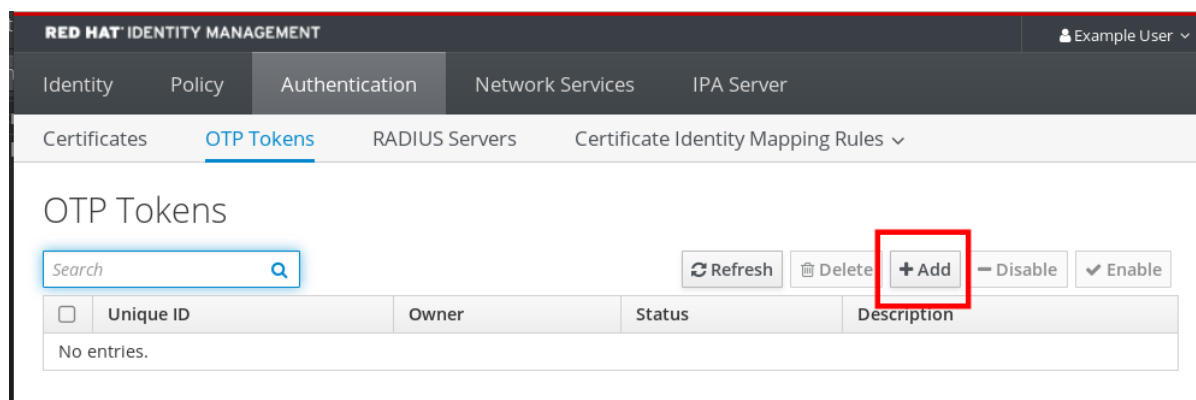 RED HAT® IDENTITY MANAGEMENT Example User
Identity Policy Authentication Network Services IPA Server
Certificates OTP Tokens RADIUS Servers Certificate Identity Mapping Rules
OTP Tokens
Search Refresh Delete + Add Disable Enable
Unique ID Owner Status Description
No entries.